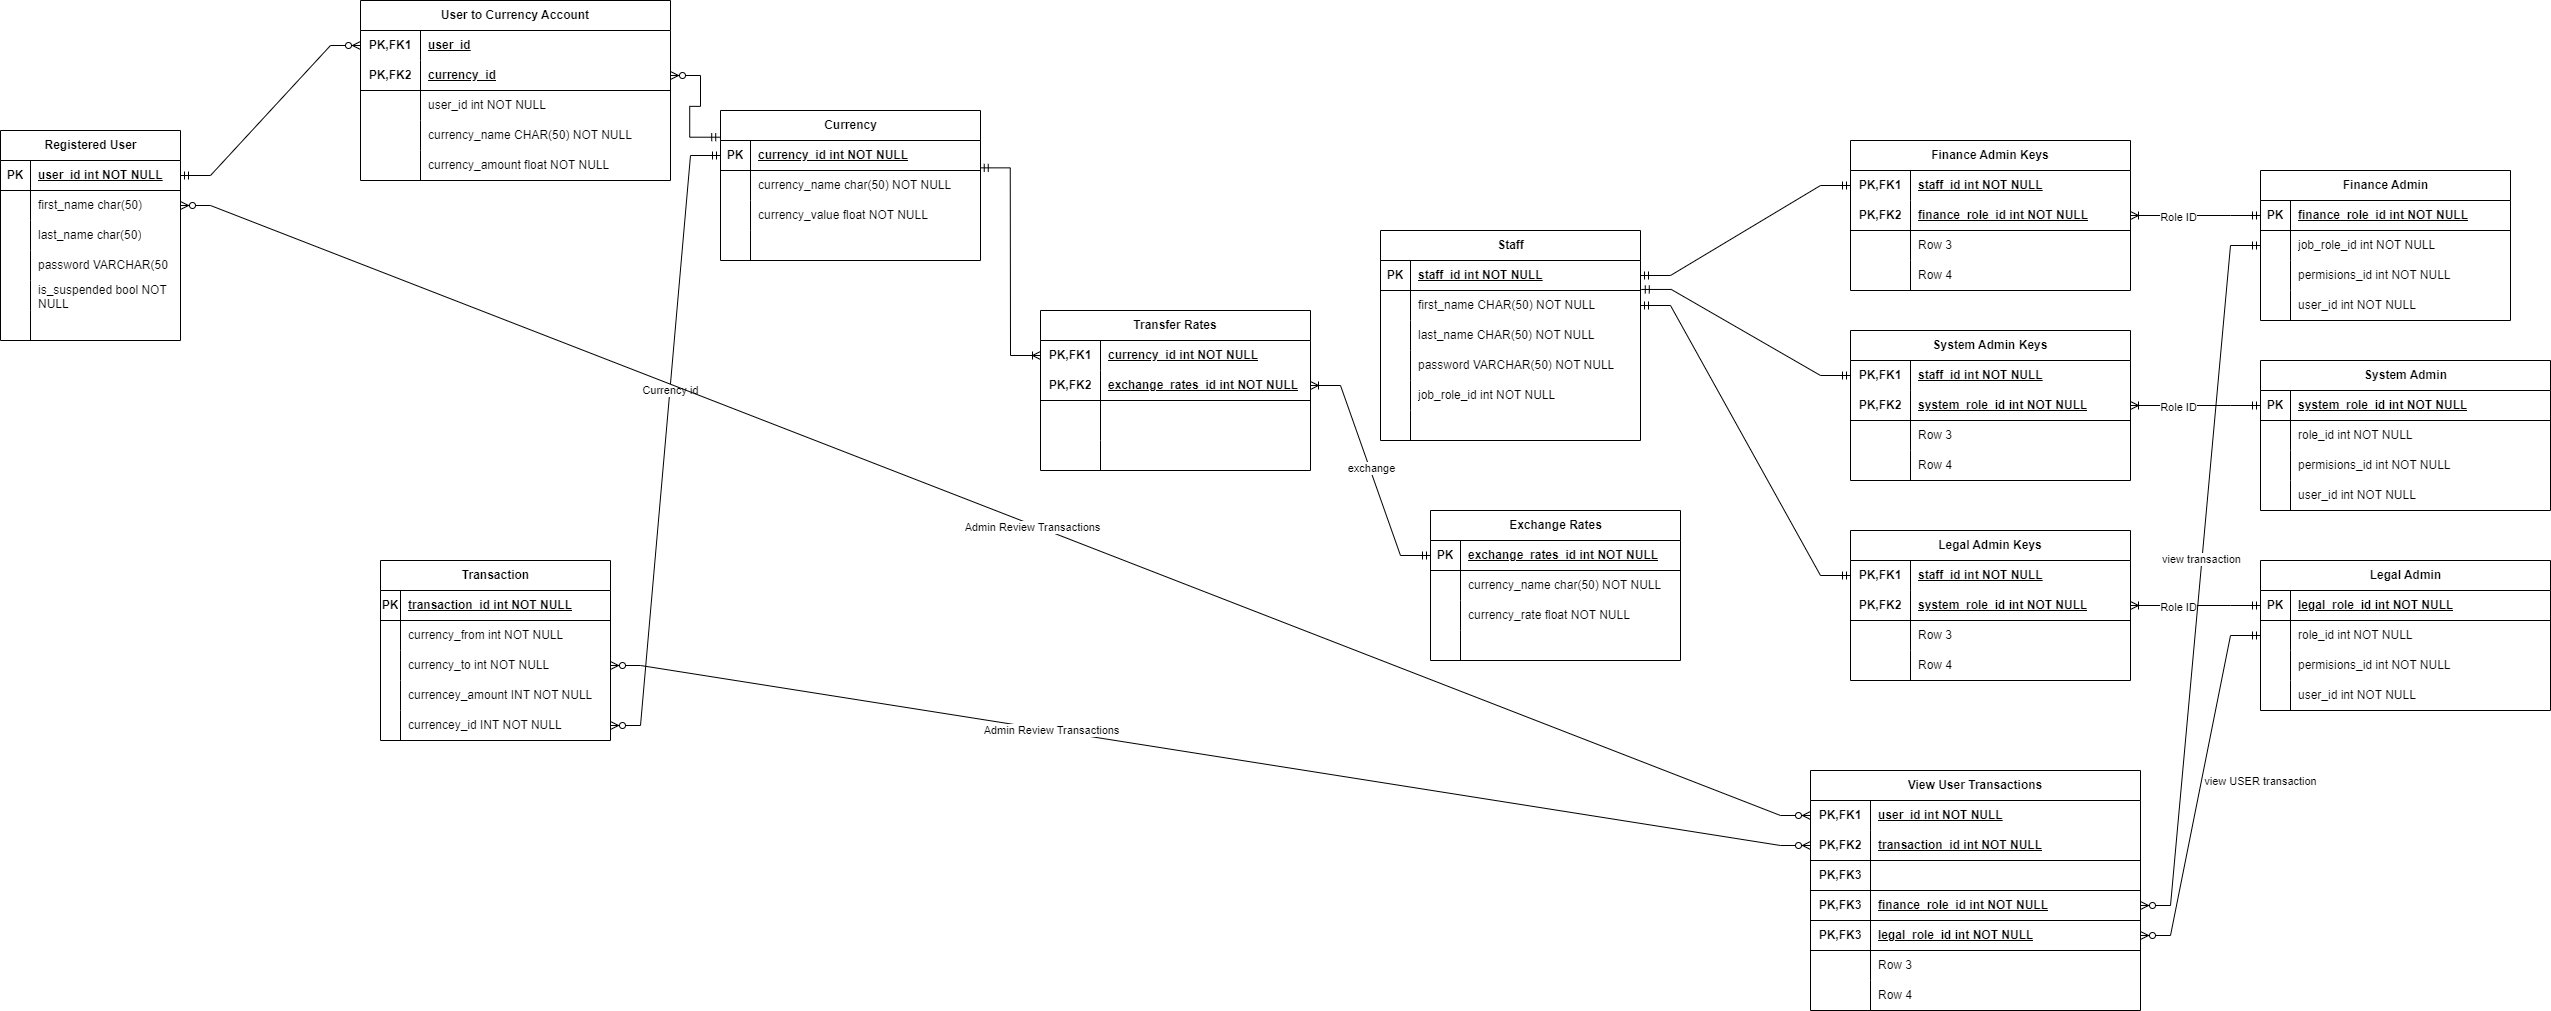 User to Currency Account
PK,FK1 user_id
PK,FK2 currency_id
user_id int NOT NULL
currency_name CHAR(50) NOT NULL
currency_amount float NOT NULL
Registered User
PK user_id int NOT NULL
first_name char(50)
last_name char(50)
password VARCHAR(50
is_suspended bool NOT
NULL
Currency
PK currency_id int NOT NULL
currency_name char(50) NOT NULL
currency_value float NOT NULL
Transfer Rates
PK,FK1 currency_id int NOT NULL
PK,FK2 exchange_rates_id int NOT NULL
Currency id
exchange
Admin Review Transactions
Transaction
PK transaction_id int NOT NULL
currency_from int NOT NULL
currency_to int NOT NULL
currencey_amount INT NOT NULL
currencey_id INT NOT NULL
Admin Review Transactions
Staff
PK staff_id int NOT NULL
first_name CHAR(50) NOT NULL
last_name CHAR(50) NOT NULL
password VARCHAR(50) NOT NULL
job_role_id int NOT NULL
Exchange Rates
PK exchange_rates_id int NOT NULL
currency_name char(50) NOT NULL
currency_rate float NOT NULL
Finance Admin Keys
PK,FK1 staff_id int NOT NULL
PK,FK2 finance_role_id int NOT NULL
Row 3
Row 4
Role ID
Finance Admin
PK finance_role_id int NOT NULL
job_role_id int NOT NULL
permisions_id int NOT NULL
user_id int NOT NULL
System Admin Keys
PK,FK1 staff_id int NOT NULL
PK,FK2 system_role_id int NOT NULL
Row 3
Row 4
Role ID
System Admin
PK system_role_id int NOT NULL
role_id int NOT NULL
permisions_id int NOT NULL
user_id int NOT NULL
Legal Admin Keys
PK,FK1 staff_id int NOT NULL
PK,FK2 system_role_id int NOT NULL
Row 3
Row 4
view transaction
Role ID
Legal Admin
PK legal_role_id int NOT NULL
role_id int NOT NULL
permisions_id int NOT NULL
user_id int NOT NULL
view USER transaction
View User Transactions
PK,FK1 user_id int NOT NULL
PK,FK2 transaction_id int NOT NULL
PK,FK3
PK,FK3 finance_role_id int NOT NULL
PK,FK3 legal_role_id int NOT NULL
Row 3
Row 4